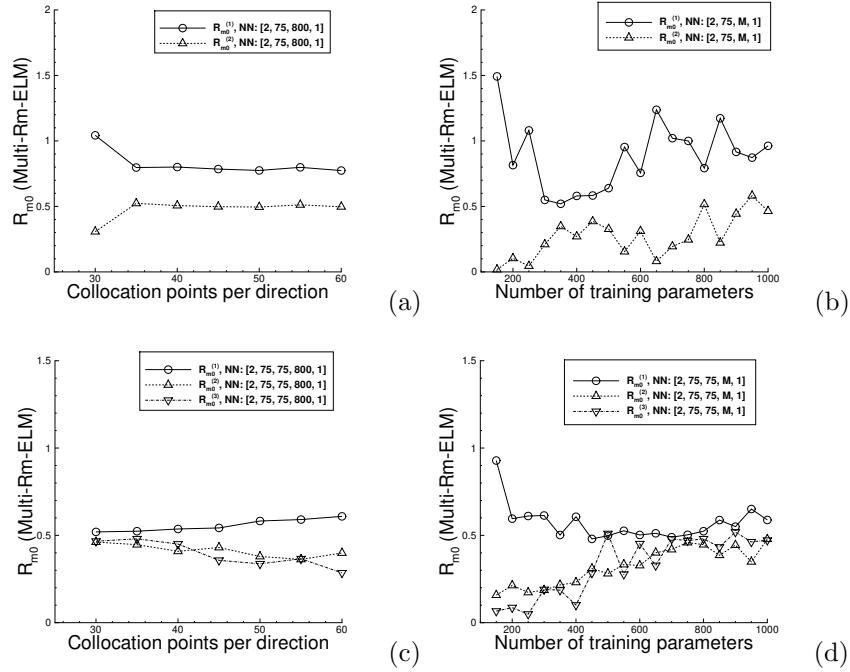 R_m0^(1), NN: [2, 75, 800, 1]
R_m0^(2), NN: [2, 75, 800, 1]
R_m0 (Multi-Rm-ELM)
2
1.5
1
0.5
0
30
40
50
60
Collocation points per direction
(a)
R_m0^(1), NN: [2, 75, M, 1]
R_m0^(2), NN: [2, 75, M, 1]
R_m0 (Multi-Rm-ELM)
2
1.5
1
0.5
0
200
400
600
800
1000
Number of training parameters
(b)
R_m0^(1), NN: [2, 75, 75, 800, 1]
R_m0^(2), NN: [2, 75, 75, 800, 1]
R_m0^(3), NN: [2, 75, 75, 800, 1]
R_m0 (Multi-Rm-ELM)
1.5
1
0.5
0
30
40
50
60
Collocation points per direction
(c)
R_m0^(1), NN: [2, 75, 75, M, 1]
R_m0^(2), NN: [2, 75, 75, M, 1]
R_m0^(3), NN: [2, 75, 75, M, 1]
R_m0 (Multi-Rm-ELM)
1.5
1
0.5
0
200
400
600
800
1000
Number of training parameters
(d)